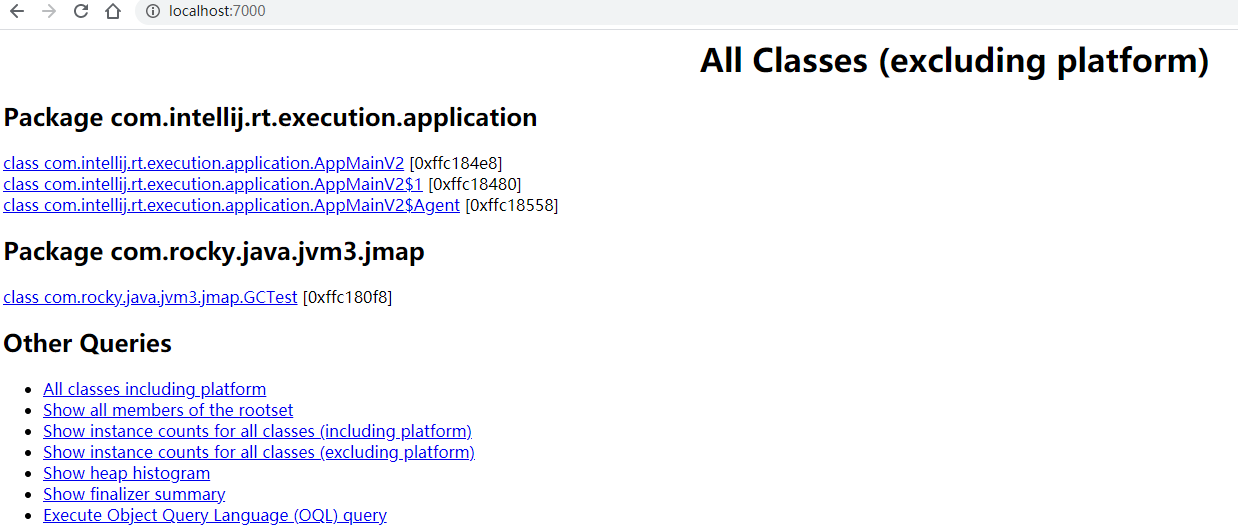 localhost:7000
All Classes (excluding platform)
Package com.intellij.rt.execution.application
class com.intellij.rt.execution.application.AppMainV2 [0xffc184e8]
class com.intellij.rt.execution.application.AppMainV2$1 [0xffc18480]
class com.intellij.rt.execution.application.AppMainV2$Agent [0xffc18558]
Package com.rocky.java.jvm3.jmap
class com.rocky.java.jvm3.jmap.GCTest [0xffc180f8]
Other Queries
All classes including platform
Show all members of the rootset
Show instance counts for all classes (including platform)
Show instance counts for all classes (excluding platform)
Show heap histogram
Show finalizer summary
Execute Object Query Language (OQL) query